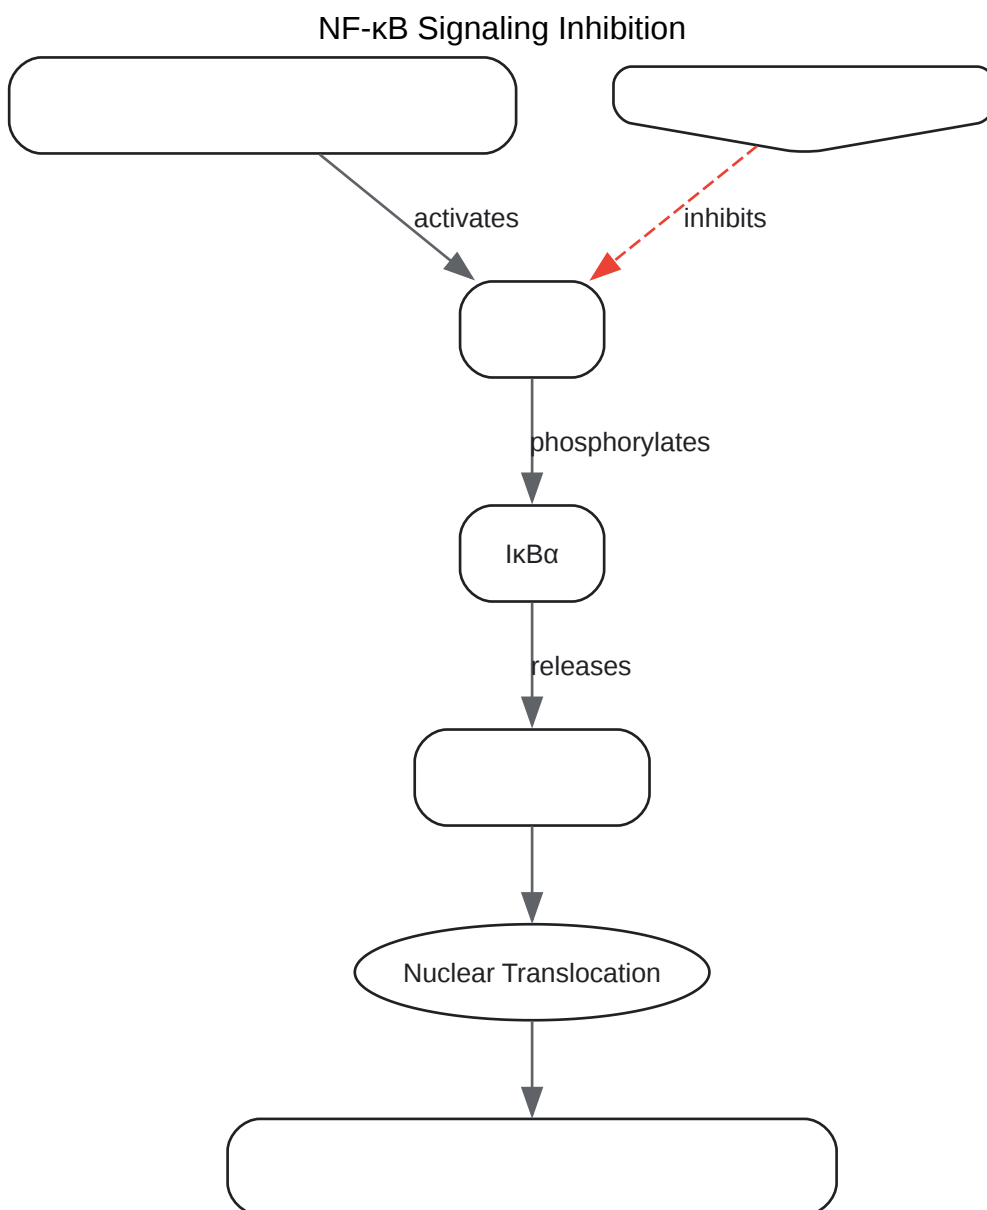 NF-κB Signaling Inhibition
activates
inhibits
phosphorylates
IκBα
releases
Nuclear Translocation